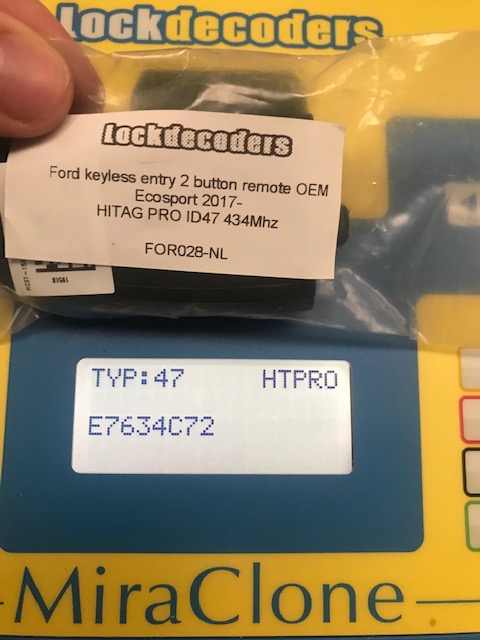 Lockdecoders
Lockdecoders
Ford keyless entry 2 button remote OEM
Ecosport 2017-
HITAG PRO ID47 434Mhz
FOR028-NL
19518
TYP:47 HTPRO
E7634C72
MiraClone